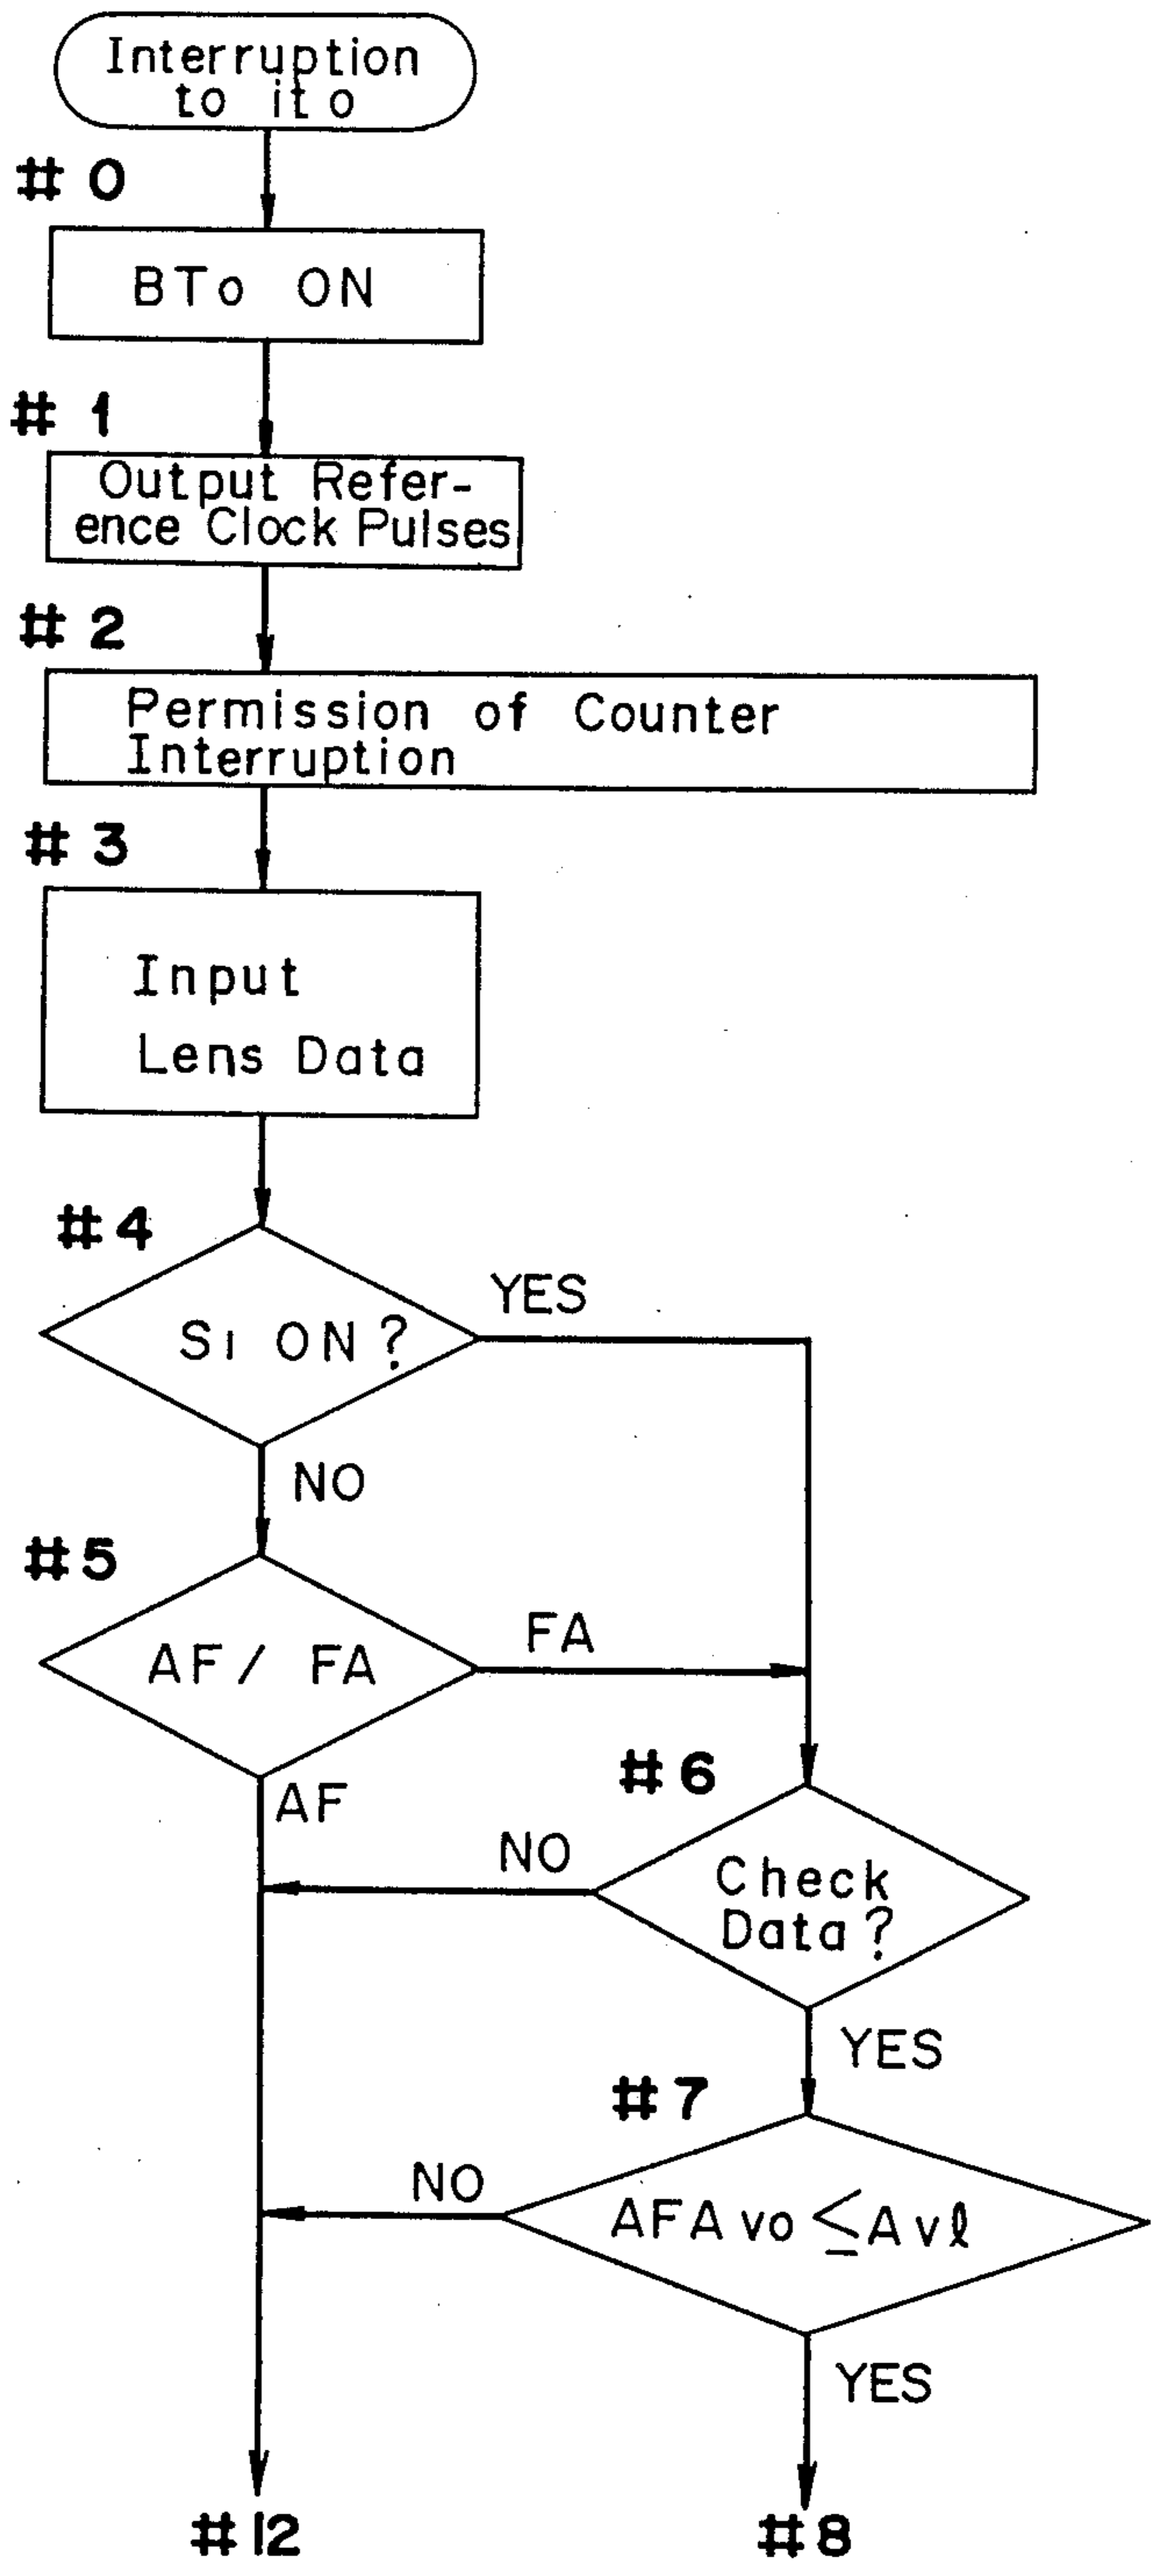 Interruption
to ito
# 0
BTo ON
# 1
Output Refer-
ence Clock Pulses
# 2
Permission of Counter
Interruption
# 3
Input
Lens Data
#4
S1 ON?
YES
NO
#5
AF/ FA
FA
AF
#6
Check
Data?
NO
YES
#7
AFAvo ≤Avl
NO
YES
#12
#8